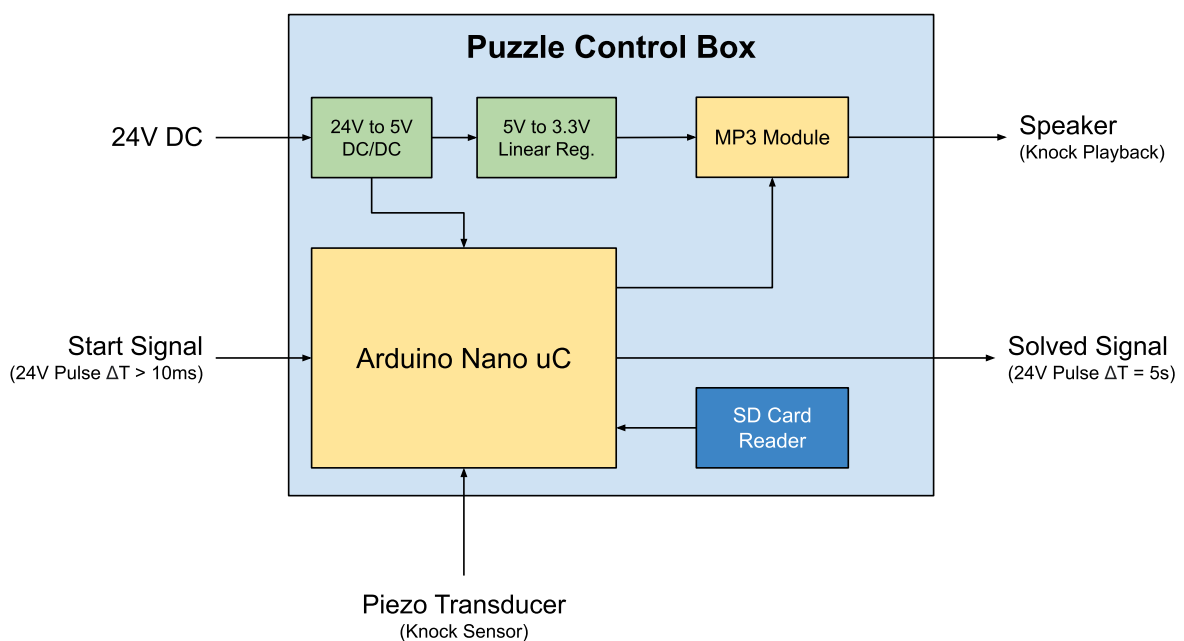 Puzzle Control Box
24V DC
24V to 5V
DC/DC
5V to 3.3V
Linear Reg.
MP3 Module
Speaker
(Knock Playback)
Start Signal
(24V Pulse ΔT > 10ms)
Arduino Nano uC
Solved Signal
(24V Pulse ΔT = 5s)
SD Card
Reader
Piezo Transducer
(Knock Sensor)